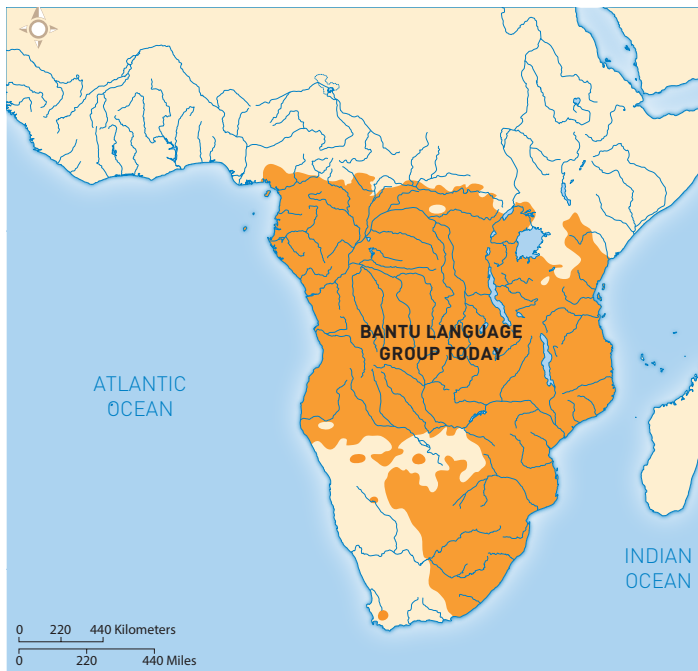 BANTU LANGUAGE
GROUP TODAY
ATLANTIC
OCEAN
INDIAN
OCEAN
0 220 440 Kilometers
0 220 440 Miles